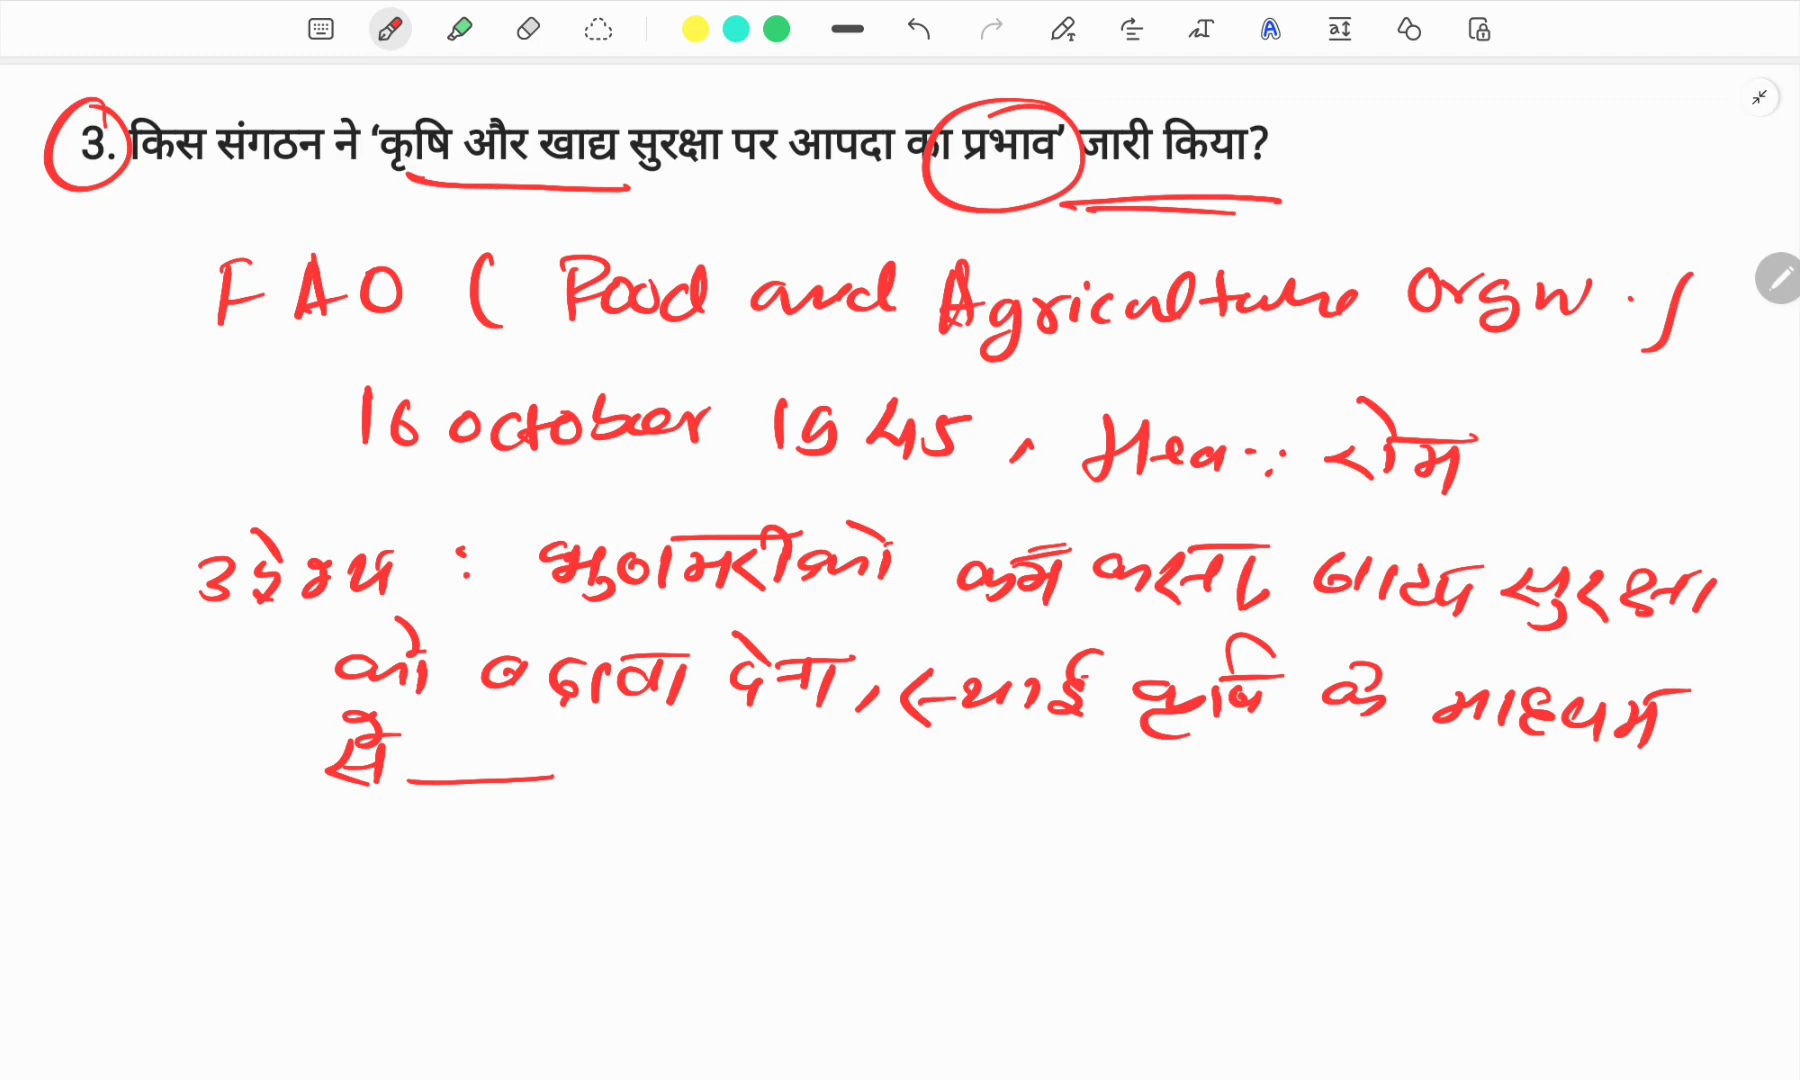 3. किस संगठन ने ‘कृषि और खाद्य सुरक्षा पर आपदा का प्रभाव’ जारी किया?
FAO ( Food and Agriculture Orgn. )
16 october 1945, Hea-: रोम
उद्देश्य : भुखमरी को कम करना, खाद्य सुरक्षा
को बढ़ावा देना, स्थाई कृषि के माध्यम
से